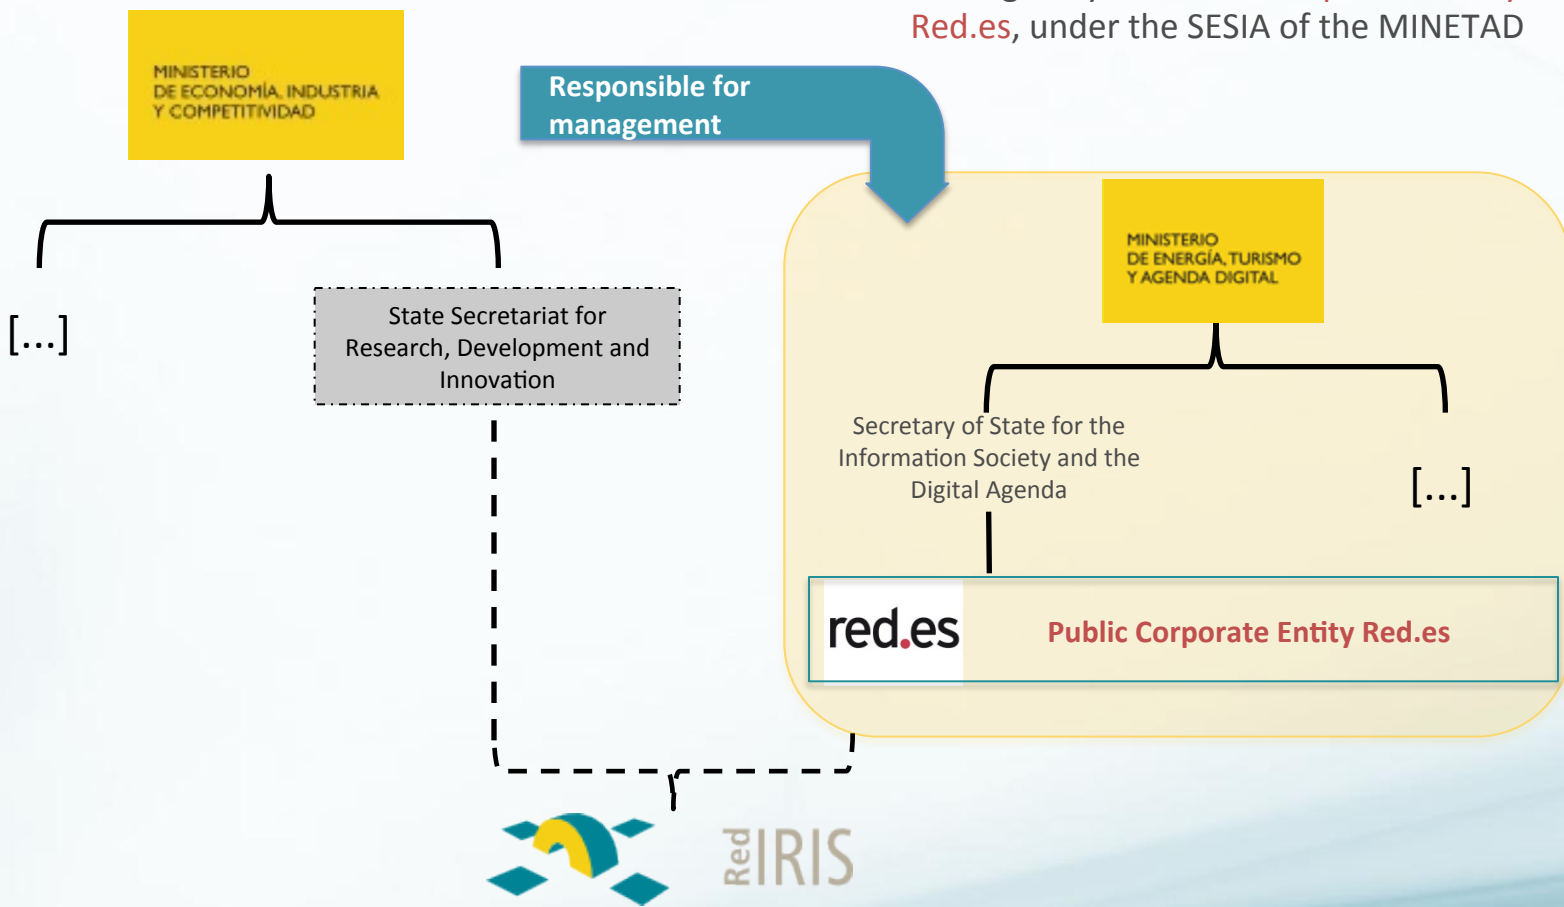 Red.es, under the SESIA of the MINETAD
MINISTERIO
DE ECONOMÍA, INDUSTRIA
Y COMPETITIVIDAD
Responsible for
management
[...]
State Secretariat for
Research, Development and
Innovation
MINISTERIO
DE ENERGÍA, TURISMO
Y AGENDA DIGITAL
Secretary of State for the
Information Society and the
Digital Agenda
[...]
red.es
Public Corporate Entity Red.es
Red IRIS